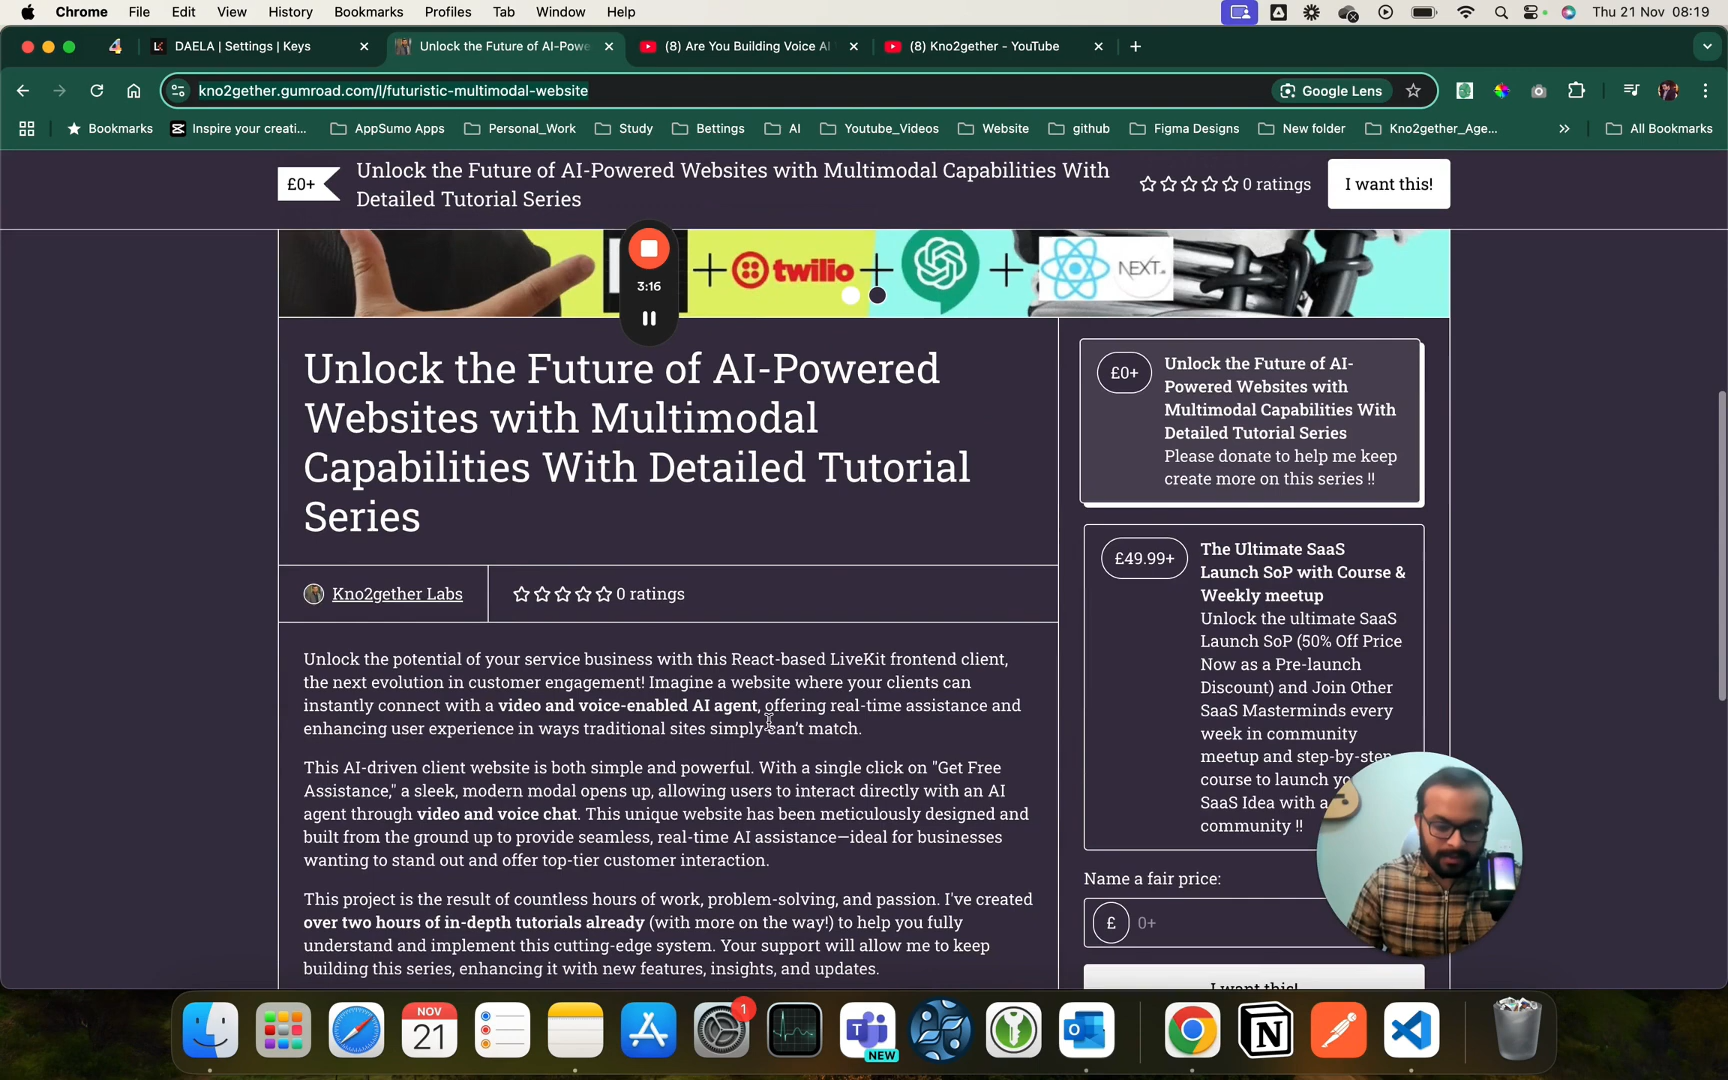 Chrome File Edit View History Bookmarks Profiles Tab Window Help Thu 21 Nov 08:19
DAELA | Settings | Keys
Unlock the Future of AI-Powe
(8) Are You Building Voice AI
(8) Kno2gether - YouTube
kno2gether.gumroad.com/l/futuristic-multimodal-website
Google Lens
Bookmarks Inspire your creati... AppSumo Apps Personal_Work Study Bettings AI Youtube_Videos Website github Figma Designs New folder Kno2gether_Age... » All Bookmarks
£0+
Unlock the Future of AI-Powered Websites with Multimodal Capabilities With
Detailed Tutorial Series
0 ratings
I want this!
twilio
NEXT
3:16
Unlock the Future of AI-Powered
Websites with Multimodal
Capabilities With Detailed Tutorial
Series
Kno2gether Labs
0 ratings
Unlock the potential of your service business with this React-based LiveKit frontend client,
the next evolution in customer engagement! Imagine a website where your clients can
instantly connect with a video and voice-enabled AI agent, offering real-time assistance and
enhancing user experience in ways traditional sites simply can't match.
This AI-driven client website is both simple and powerful. With a single click on "Get Free
Assistance," a sleek, modern modal opens up, allowing users to interact directly with an AI
agent through video and voice chat. This unique website has been meticulously designed and
built from the ground up to provide seamless, real-time AI assistance—ideal for businesses
wanting to stand out and offer top-tier customer interaction.
This project is the result of countless hours of work, problem-solving, and passion. I've created
over two hours of in-depth tutorials already (with more on the way!) to help you fully
understand and implement this cutting-edge system. Your support will allow me to keep
building this series, enhancing it with new features, insights, and updates.
£0+
Unlock the Future of AI-
Powered Websites with
Multimodal Capabilities With
Detailed Tutorial Series
Please donate to help me keep
create more on this series !!
£49.99+
The Ultimate SaaS
Launch SoP with Course &
Weekly meetup
Unlock the ultimate SaaS
Launch SoP (50% Off Price
Now as a Pre-launch
Discount) and Join Other
SaaS Masterminds every
week in community
meetup and step-by-step
course to launch
SaaS Idea with a
community !!
Name a fair price:
£ 0+
I want this!
NOV
21
1
NEW